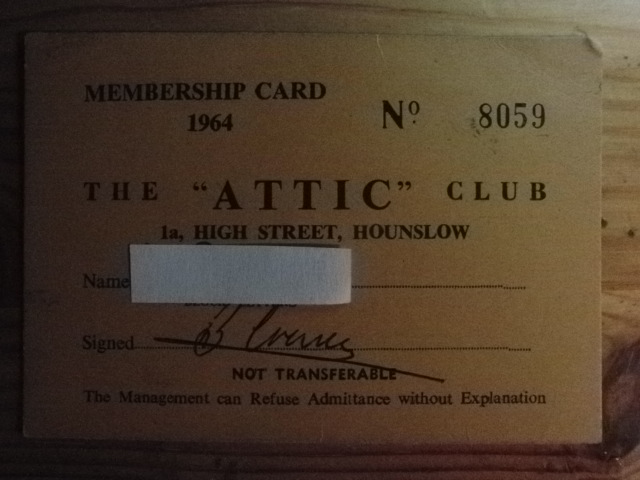 MEMBERSHIP CARD
1964
Nº 8059
THE "ATTIC" CLUB
1a, HIGH STREET, HOUNSLOW
Name
Signed
NOT TRANSFERABLE
The Management can Refuse Admittance without Explanation